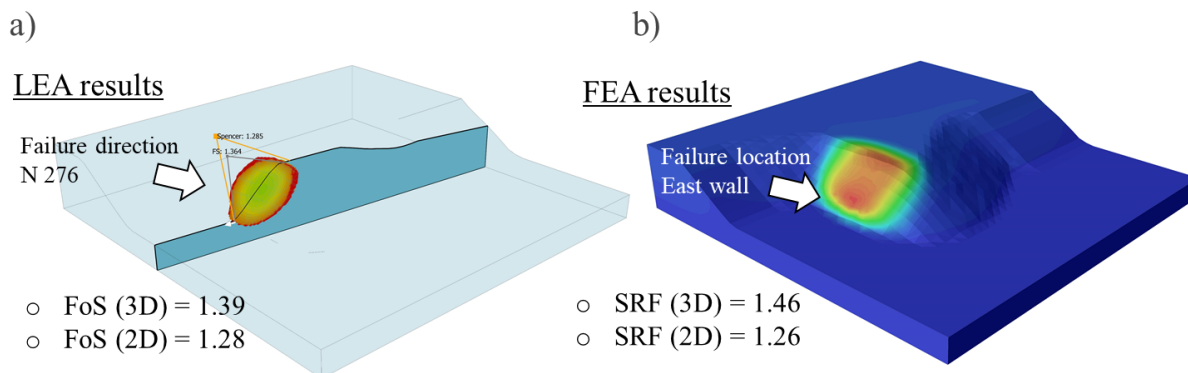 a)
LEA results
Failure direction
N 276
Spencer: 1.285
FS: 1.364
o FoS (3D) = 1.39
o FoS (2D) = 1.28
b)
FEA results
Failure location
East wall
o SRF (3D) = 1.46
o SRF (2D) = 1.26